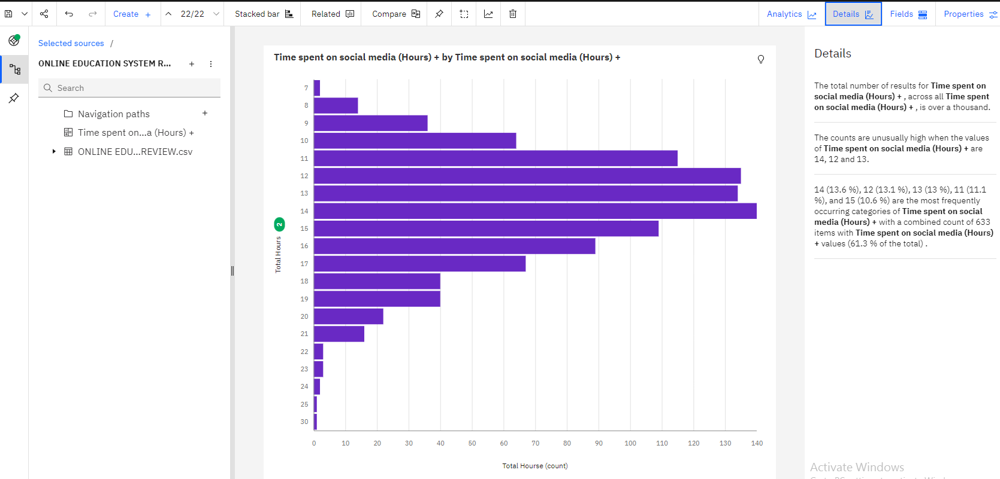 Create +
22/22
Stacked bar
Related
Compare
Analytics
Details
Fields
Properties
Selected sources /
ONLINE EDUCATION SYSTEM R...
Search
Navigation paths +
Time spent on...a (Hours) +
ONLINE EDU...REVIEW.csv
Time spent on social media (Hours) + by Time spent on social media (Hours) +
7
8
9
10
11
12
13
14
15
16
17
18
19
20
21
22
23
24
25
30
Total Hours 2
0 10 20 30 40 50 60 70 80 90 100 110 120 130 140
Total Hourse (count)
Details
The total number of results for Time spent on
social media (Hours) + , across all Time spent
on social media (Hours) + , is over a thousand.
The counts are unusually high when the values
of Time spent on social media (Hours) + are
14, 12 and 13.
14 (13.6 %), 12 (13.1 %), 13 (13 %), 11 (11.1
%), and 15 (10.6 %) are the most frequently
occurring categories of Time spent on social
media (Hours) + with a combined count of 633
items with Time spent on social media (Hours)
+ values (61.3 % of the total) .
Activate Windows